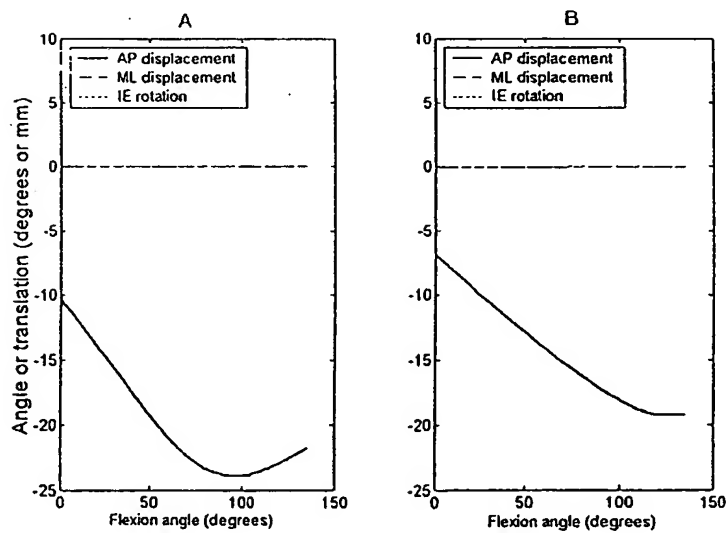 A
10
5
0
-5
-10
-15
-20
-25
0
50
100
150
AP displacement
ML displacement
IE rotation
Angle or translation (degrees or mm)
Flexion angle (degrees)
B
10
5
0
-5
-10
-15
-20
-25
0
50
100
150
AP displacement
ML displacement
IE rotation
Flexion angle (degrees)